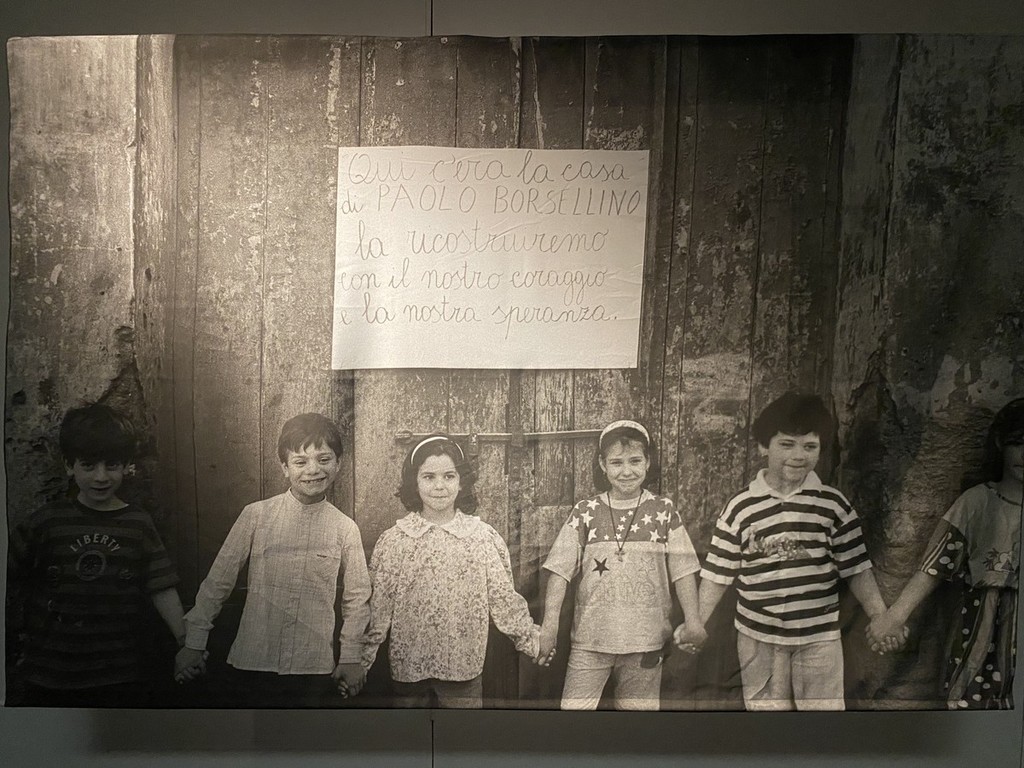 Qui c'era la casa
di PAOLO BORSELLINO
la ricostruiremo
con il nostro coraggio
e la nostra speranza.
LIBERTY